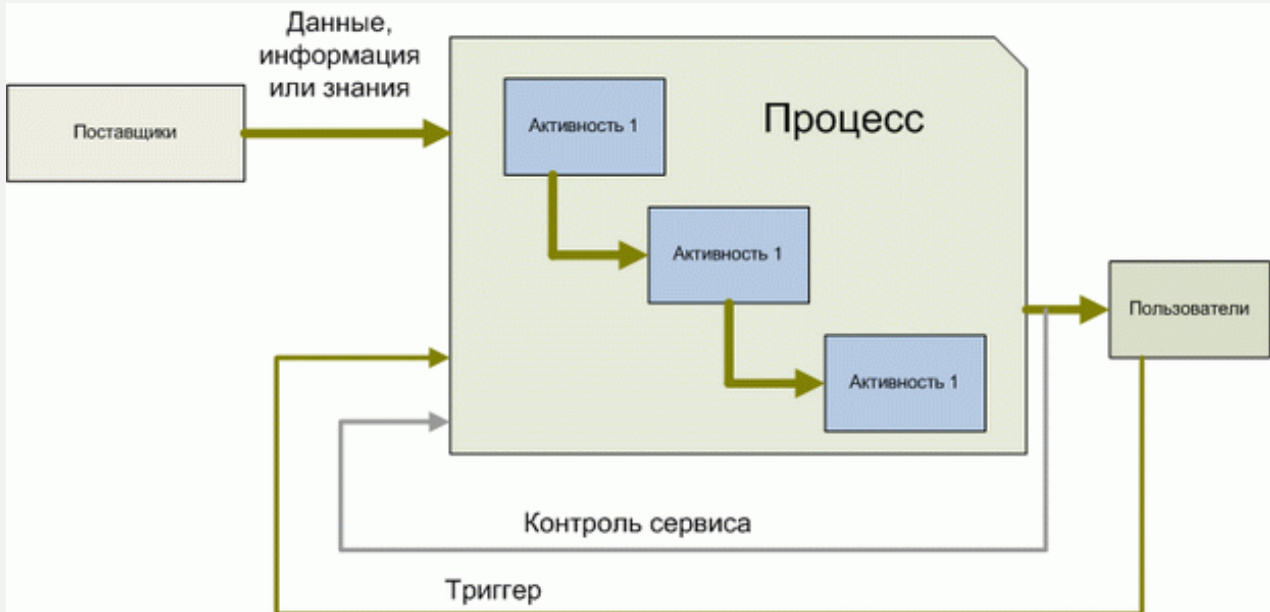 Данные,
информация
или знания
Поставщики
Процесс
Активность 1
Активность 1
Активность 1
Пользователи
Контроль сервиса
Триггер